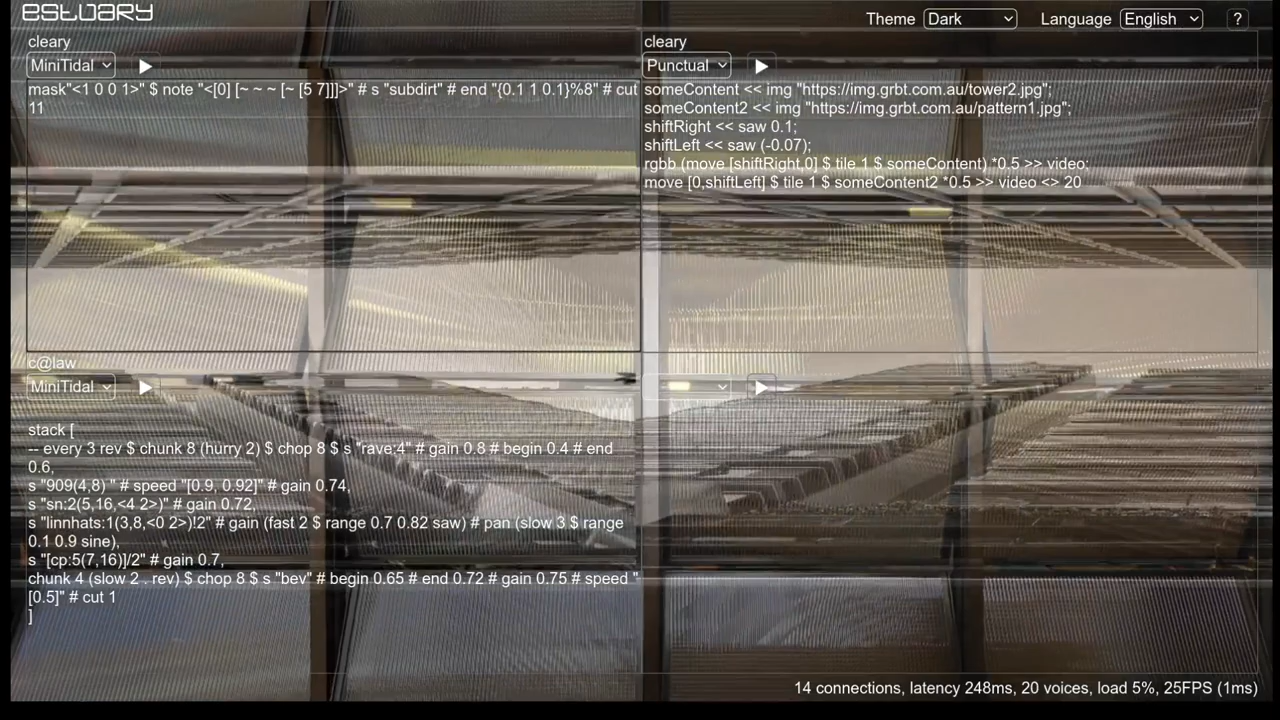 estuary
Theme Dark Language English ?
cleary
MiniTidal
mask"<1 0 0 1>" $ note "<[0] [~ ~ ~ [~ [5 7]]]>" # s "subdirt" # end "{0.1 1 0.1}%8" # cut
11
cleary
Punctual
someContent << img "https://img.grbt.com.au/tower2.jpg";
someContent2 << img "https://img.grbt.com.au/pattern1.jpg";
shiftRight << saw 0.1;
shiftLeft << saw (-0.07);
rgbb (move [shiftRight,0] $ tile 1 $ someContent) *0.5 >> video;
move [0,shiftLeft] $ tile 1 $ someContent2 *0.5 >> video <> 20
c@law
MiniTidal
stack [
-- every 3 rev $ chunk 8 (hurry 2) $ chop 8 $ s "rave:4" # gain 0.8 # begin 0.4 # end
0.6,
s "909(4,8) " # speed "[0.9, 0.92]" # gain 0.74,
s "sn:2(5,16,<4 2>)" # gain 0.72,
s "linnhats:1(3,8,<0 2>)!2" # gain (fast 2 $ range 0.7 0.82 saw) # pan (slow 3 $ range
0.1 0.9 sine),
s "[cp:5(7,16)]/2" # gain 0.7,
chunk 4 (slow 2 . rev) $ chop 8 $ s "bev" # begin 0.65 # end 0.72 # gain 0.75 # speed "
[0.5]" # cut 1
]
14 connections, latency 248ms, 20 voices, load 5%, 25FPS (1ms)